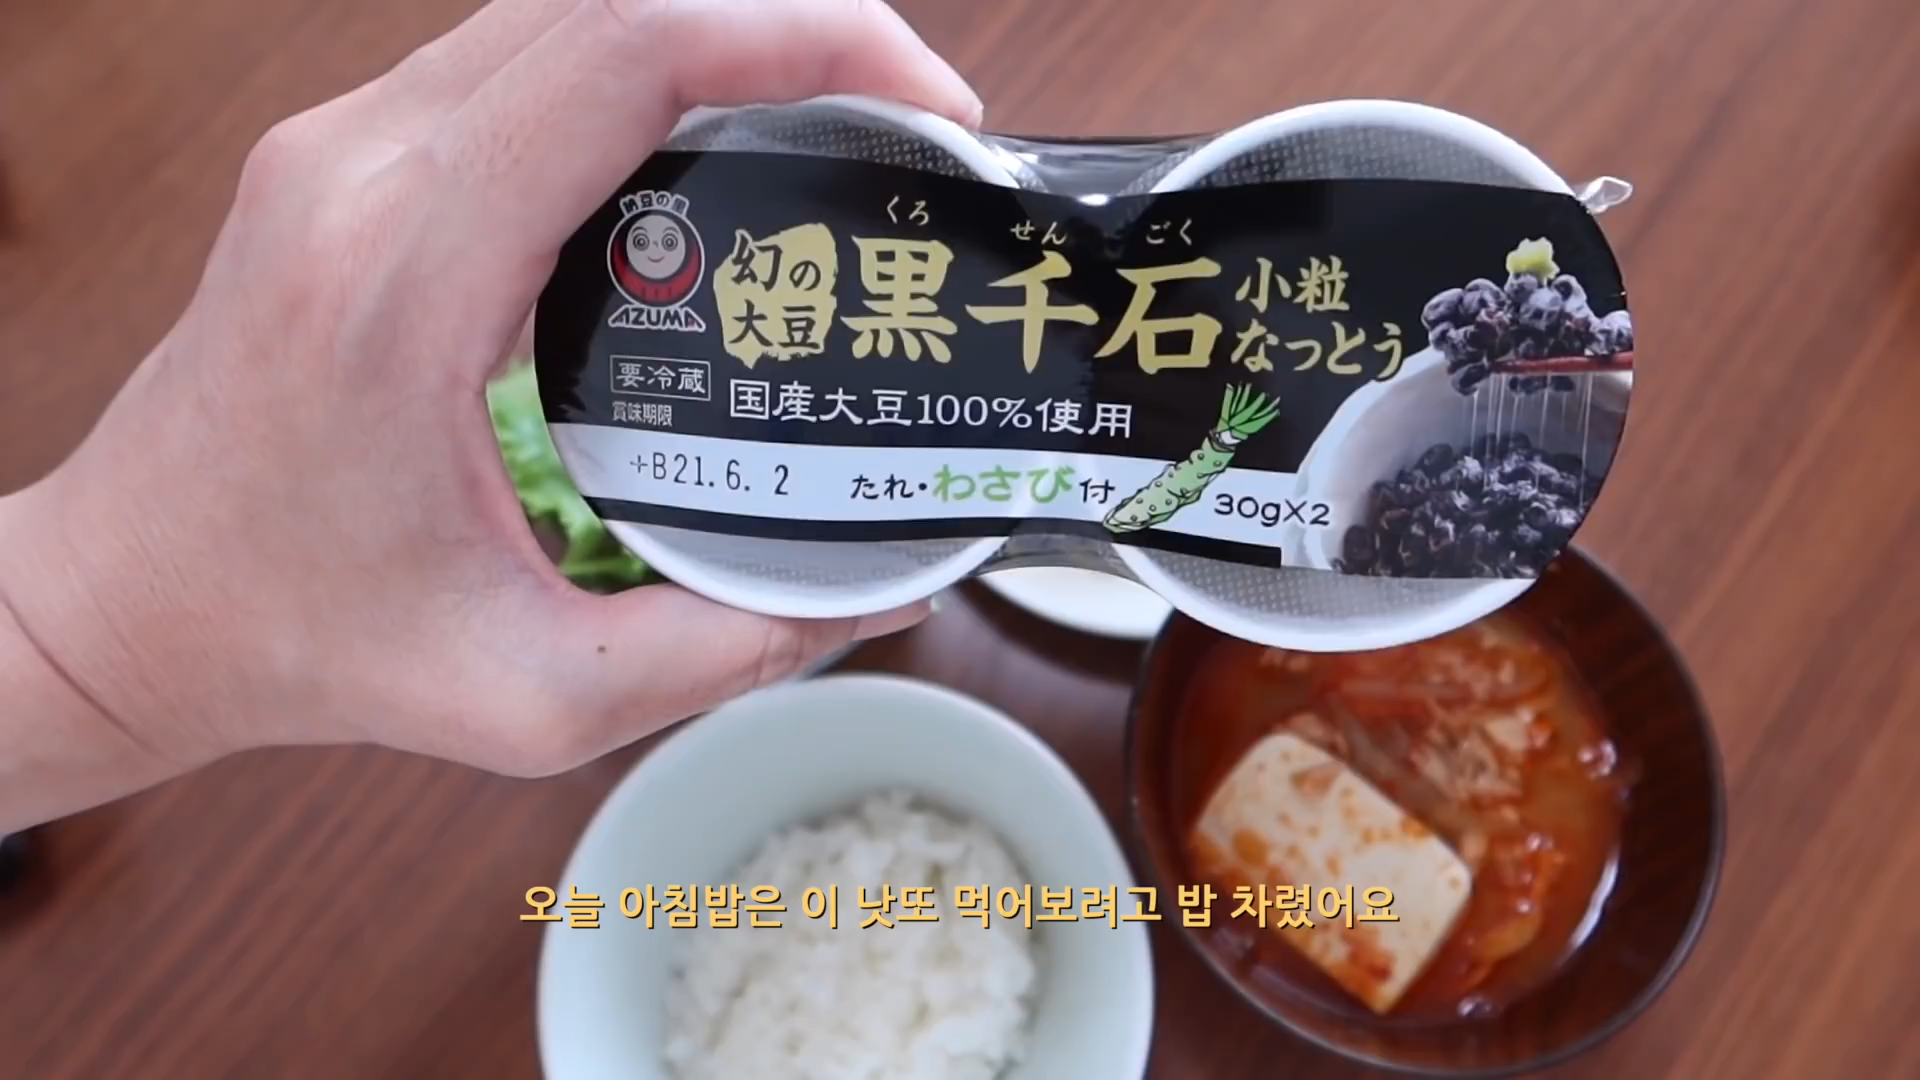 納豆の里
AZUMA
幻の
大豆
くろ せん ごく
黒千石
小粒
なっとう
要冷蔵
賞味期限
国産大豆100%使用
+B21.6. 2
たれ・わさび付
30g×2
오늘 아침밥은 이 낫또 먹어보려고 밥 차렸어요